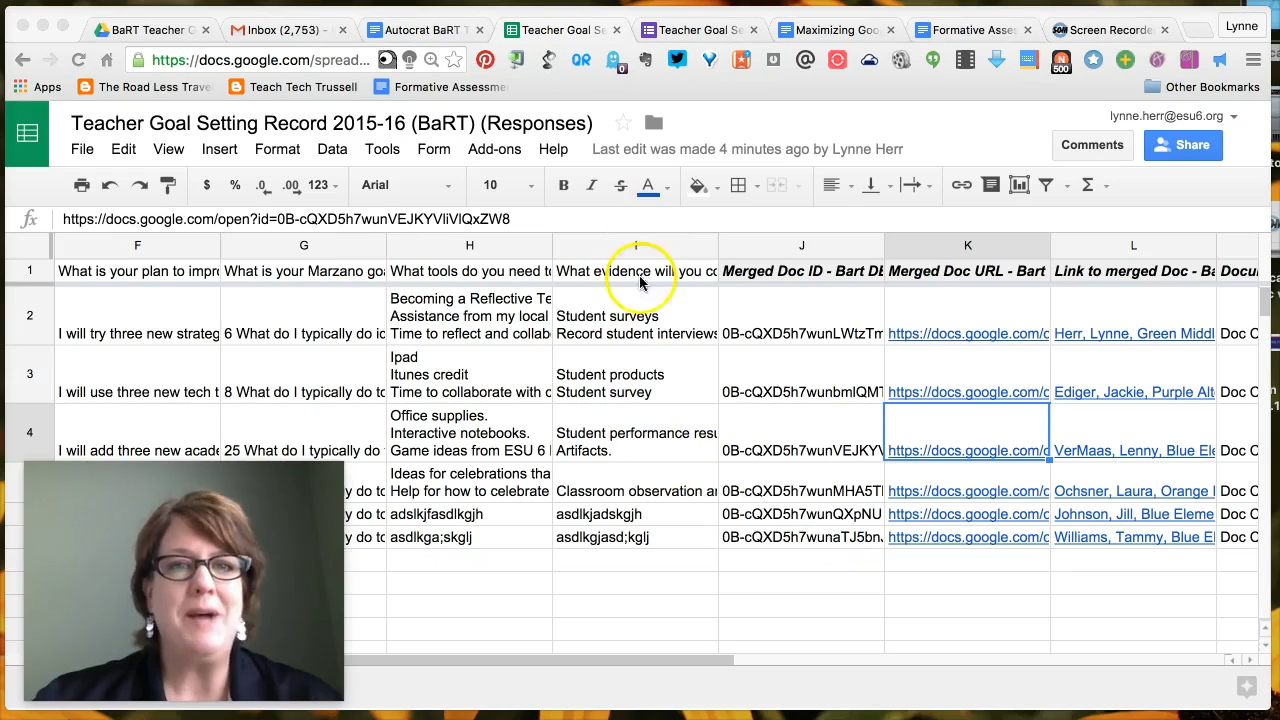 BaRT Teacher G
Inbox (2,753) -
Autocrat BaRT T
Teacher Goal Se
Teacher Goal Se
Maximizing Goo
Formative Asses
Screen Recorde
Lynne
https://docs.google.com/spread...
QR
0
500
Apps
The Road Less Trave
Teach Tech Trussell
Formative Assessme
Other Bookmarks
Teacher Goal Setting Record 2015-16 (BaRT) (Responses)
lynne.herr@esu6.org
File Edit View Insert Format Data Tools Form Add-ons Help Last edit was made 4 minutes ago by Lynne Herr
Comments
Share
$ % .0 .00 123 Arial 10 B I S A Σ
fx https://docs.google.com/open?id=0B-cQXD5h7wunVEJKYVliVlQxZW8
F G H I J K L
1 What is your plan to impr What is your Marzano goa What tools do you need to What evidence will you co Merged Doc ID - Bart Merged Doc URL - Bart Link to merged Doc - Ba Docu
Becoming a Reflective Te
2 Assistance from my local Student surveys
I will try three new strateg 6 What do I typically do ic Time to reflect and collab Record student interviews 0B-cQXD5h7wunLWtzTm https://docs.google.com/ Herr, Lynne, Green Middl Doc C
Ipad
3 Itunes credit Student products
I will use three new tech t 8 What do I typically do to Time to collaborate with c Student survey 0B-cQXD5h7wunbmlQMT https://docs.google.com/ Ediger, Jackie, Purple Alt Doc C
Office supplies.
4 Interactive notebooks. Student performance resu
I will add three new acade 25 What do I typically do Game ideas from ESU 6 Artifacts. 0B-cQXD5h7wunVEJKYV https://docs.google.com/ VerMaas, Lenny, Blue Ele Doc C
Ideas for celebrations tha
y do to Help for how to celebrate Classroom observation a 0B-cQXD5h7wunMHA5T https://docs.google.com/ Ochsner, Laura, Orange Doc C
y do to adslkjfasdlkgjh asdlkjadskgjh 0B-cQXD5h7wunQXpNU https://docs.google.com/ Johnson, Jill, Blue Eleme Doc C
y do to asdlkga;skglj asdlkgjasd;kglj 0B-cQXD5h7wunaTJ5bn https://docs.google.com/ Williams, Tammy, Blue El Doc C